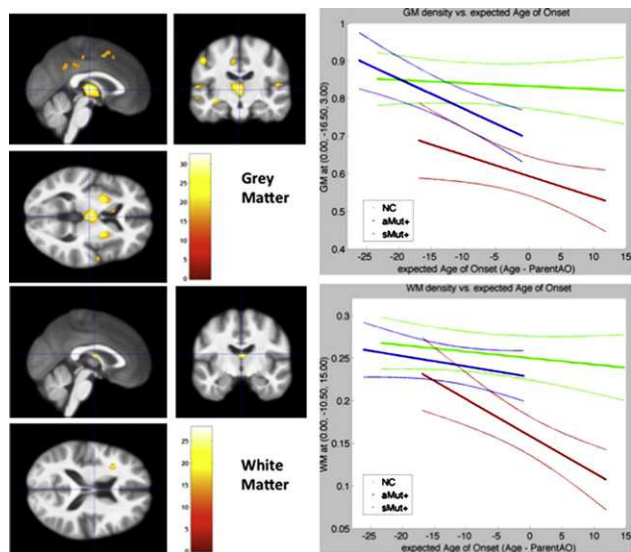 30
25
20
15
10
5
0
Grey
Matter
25
20
15
10
5
0
White
Matter
GM density vs. expected Age of Onset
GM at (0.00, -16.50, 3.00)
1
0.9
0.8
0.7
0.6
0.5
0.4
NC
aMut+
sMut+
-25 -20 -15 -10 -5 0 5 10 15
expected Age of Onset (Age - ParentAO)
WM density vs. expected Age of Onset
WM at (0.00, -10.50, 15.00)
0.3
0.25
0.2
0.15
0.1
0.05
NC
aMut+
sMut+
-25 -20 -15 -10 -5 0 5 10 15
expected Age of Onset (Age - ParentAO)